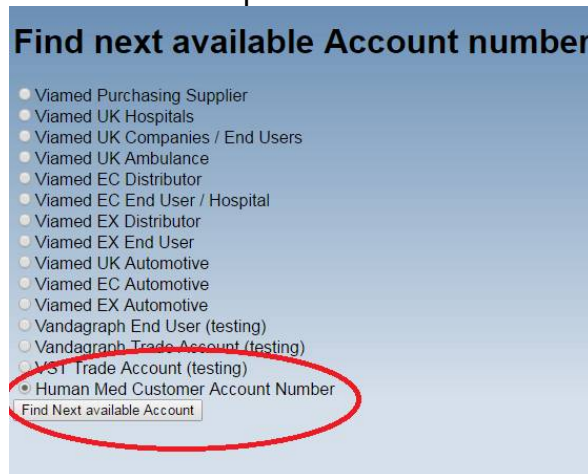 Find next available Account number
Viamed Purchasing Supplier
Viamed UK Hospitals
Viamed UK Companies / End Users
Viamed UK Ambulance
Viamed EC Distributor
Viamed EC End User / Hospital
Viamed EX Distributor
Viamed EX End User
Viamed UK Automotive
Viamed EC Automotive
Viamed EX Automotive
Vandagraph End User (testing)
Vandagraph Trade Account (testing)
VST Trade Account (testing)
Human Med Customer Account Number
Find Next available Account